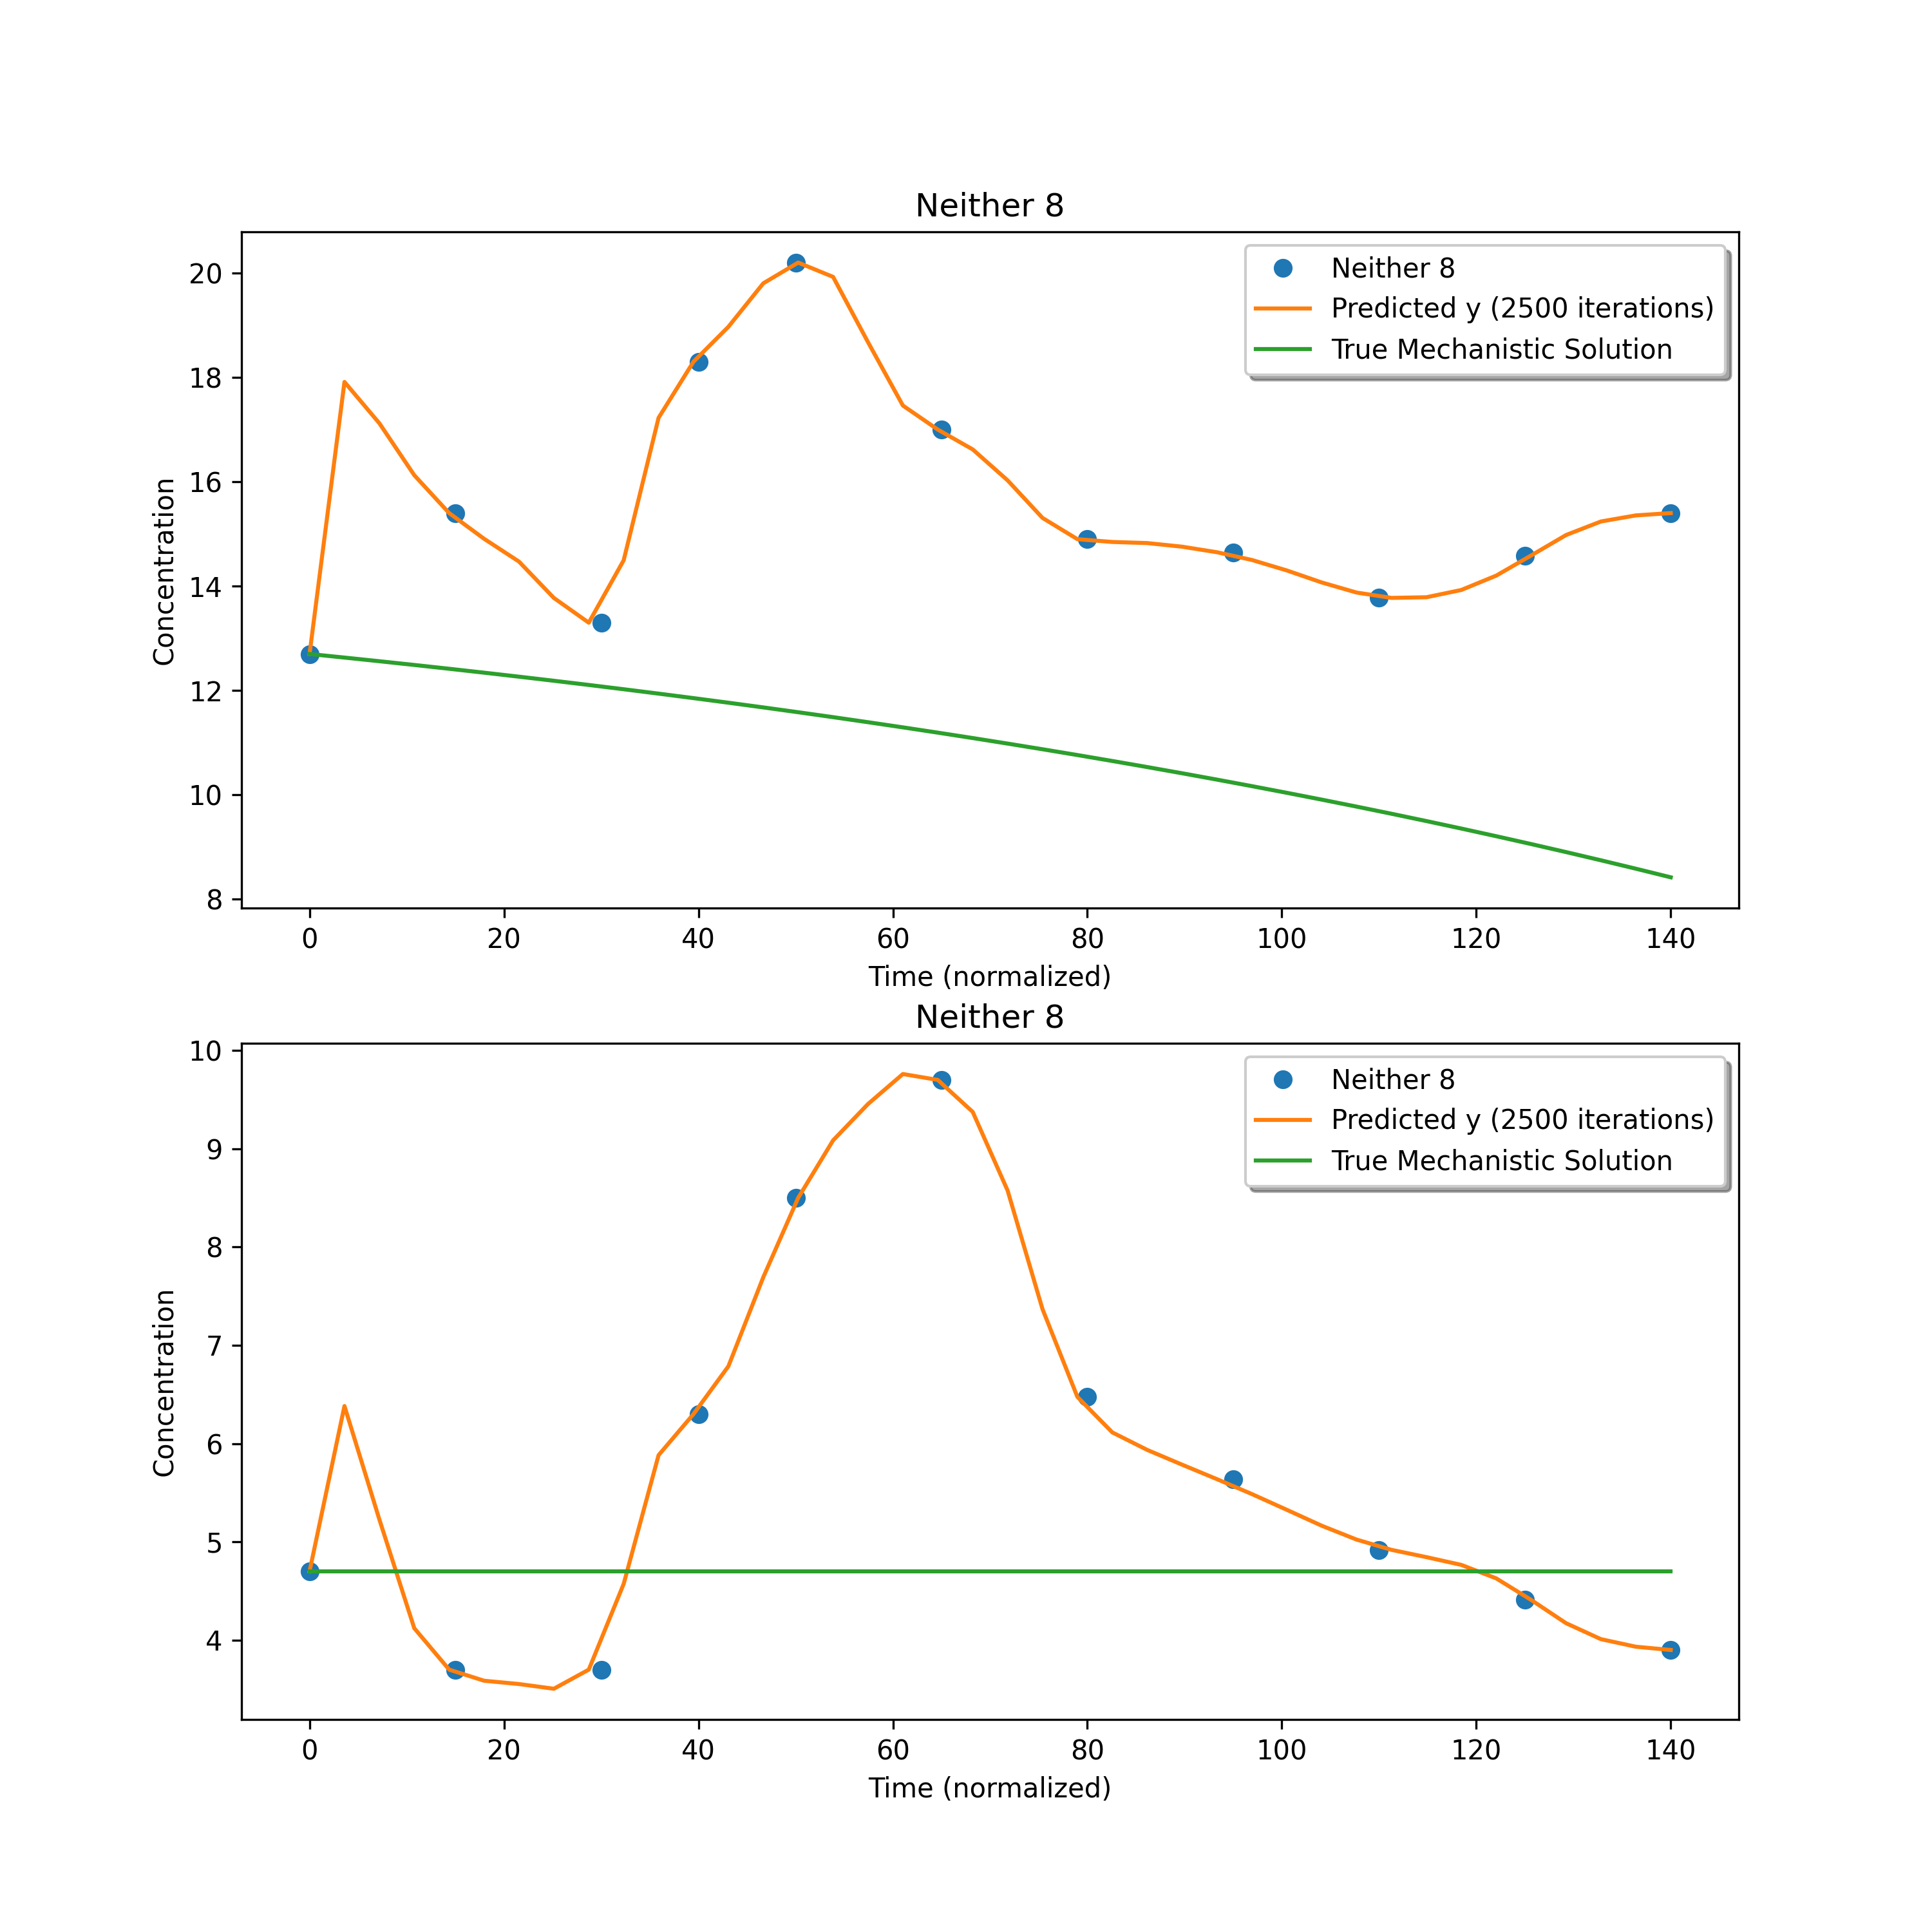 Neither 8
Concentration
20
18
16
14
12
10
8
Neither 8
Predicted y (2500 iterations)
True Mechanistic Solution
0 20 40 60 80 100 120 140
Time (normalized)
Neither 8
Concentration
10
9
8
7
6
5
4
Neither 8
Predicted y (2500 iterations)
True Mechanistic Solution
0 20 40 60 80 100 120 140
Time (normalized)